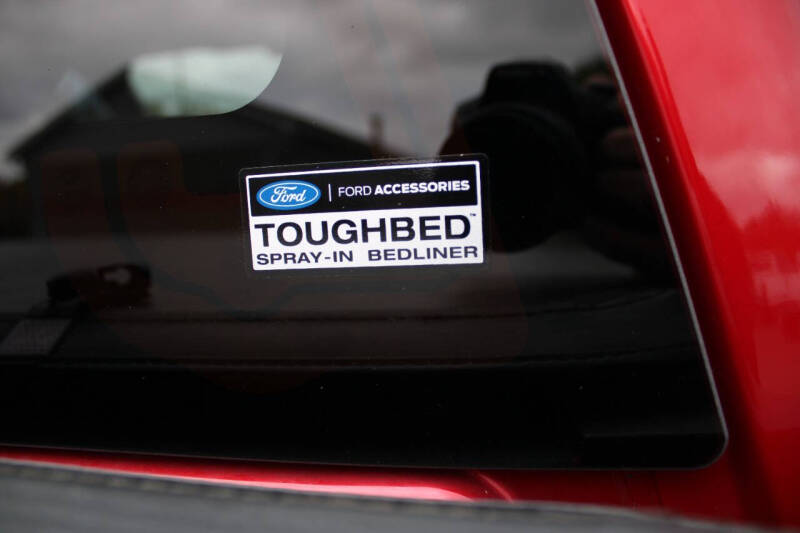 Ford | FORD ACCESSORIES
TOUGHBED™
SPRAY-IN BEDLINER